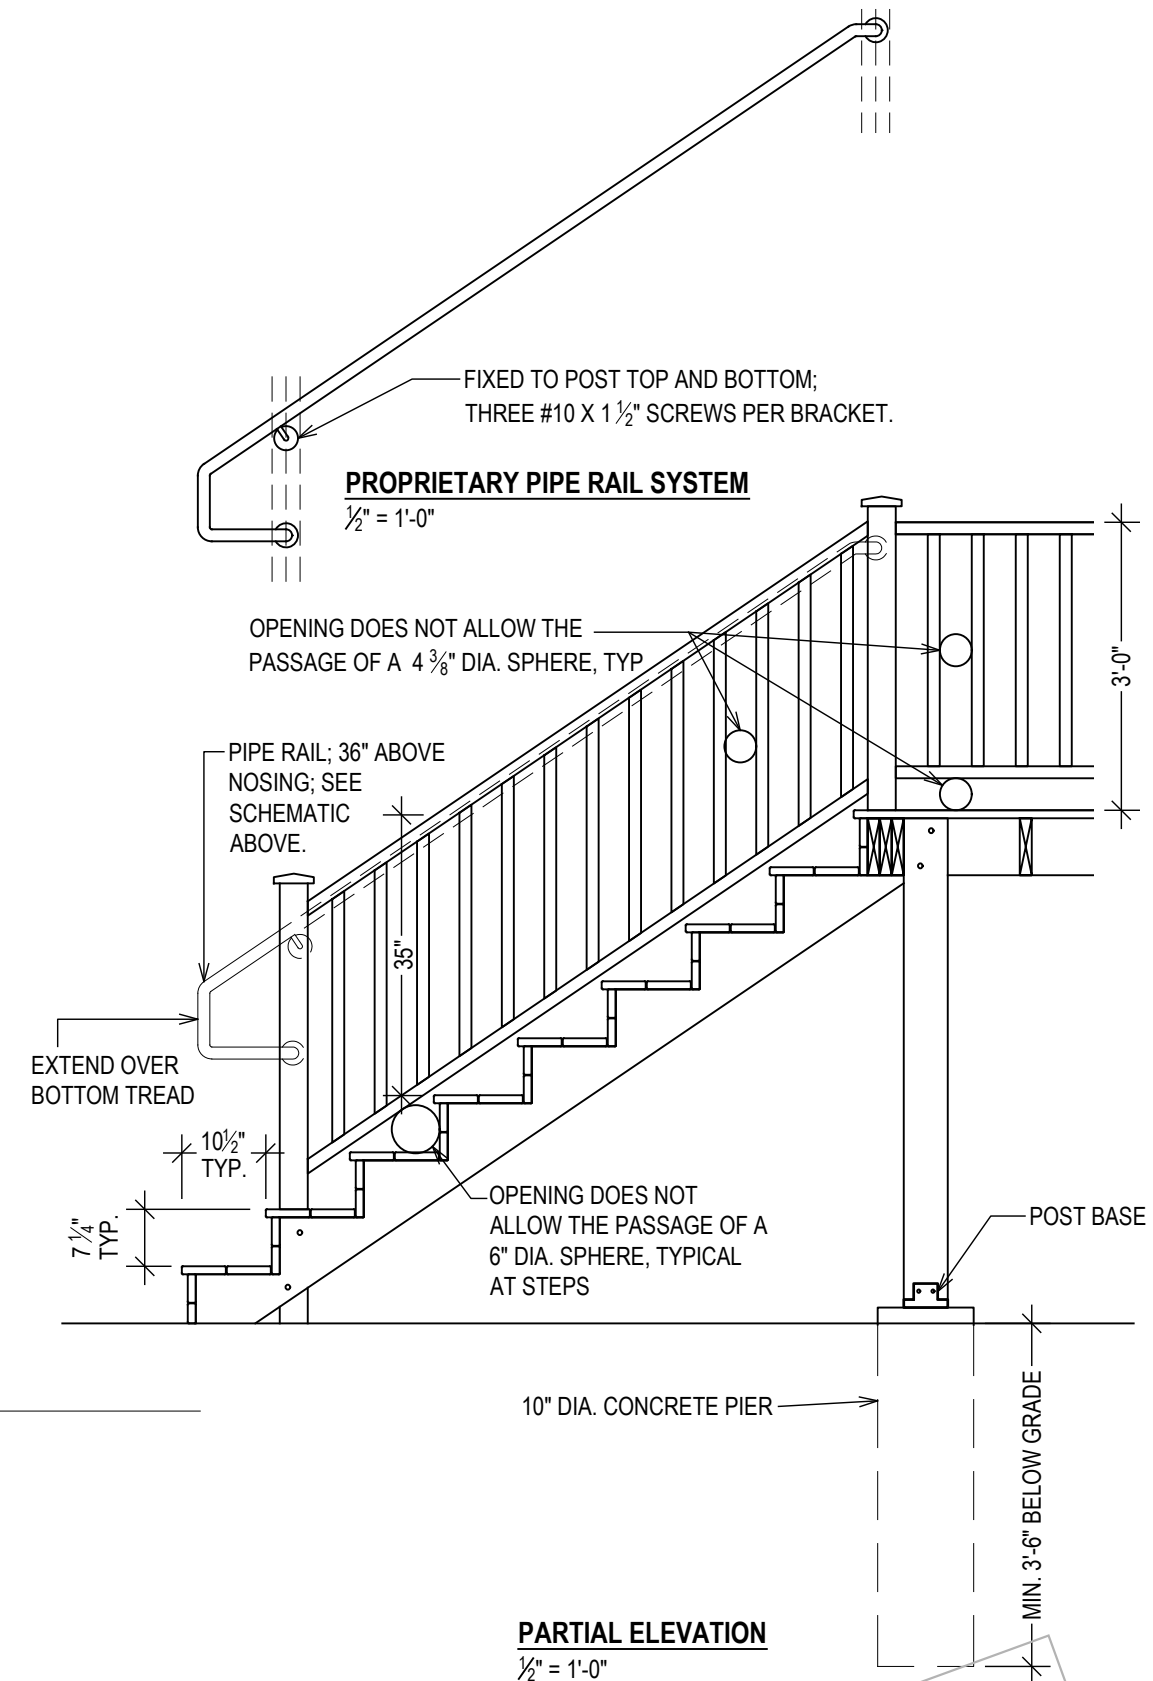 FIXED TO POST TOP AND BOTTOM;
THREE #10 X 1 ½" SCREWS PER BRACKET.
PROPRIETARY PIPE RAIL SYSTEM
½" = 1'-0"
OPENING DOES NOT ALLOW THE
PASSAGE OF A 4 ⅜" DIA. SPHERE, TYP
3'-0"
PIPE RAIL; 36" ABOVE
NOSING; SEE
SCHEMATIC
ABOVE.
35"
EXTEND OVER
BOTTOM TREAD
10½"
TYP.
7 ¼"
TYP.
OPENING DOES NOT
ALLOW THE PASSAGE OF A
6" DIA. SPHERE, TYPICAL
AT STEPS
POST BASE
10" DIA. CONCRETE PIER
MIN. 3'-6" BELOW GRADE
PARTIAL ELEVATION
½" = 1'-0"